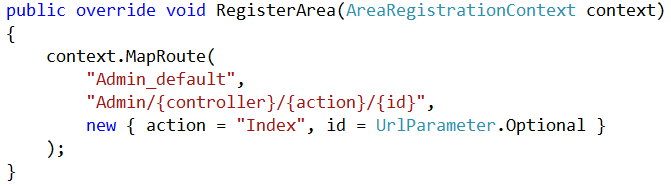 public override void RegisterArea(AreaRegistrationContext context)
{
    context.MapRoute(
        "Admin_default",
        "Admin/{controller}/{action}/{id}",
        new { action = "Index", id = UrlParameter.Optional }
    );
}